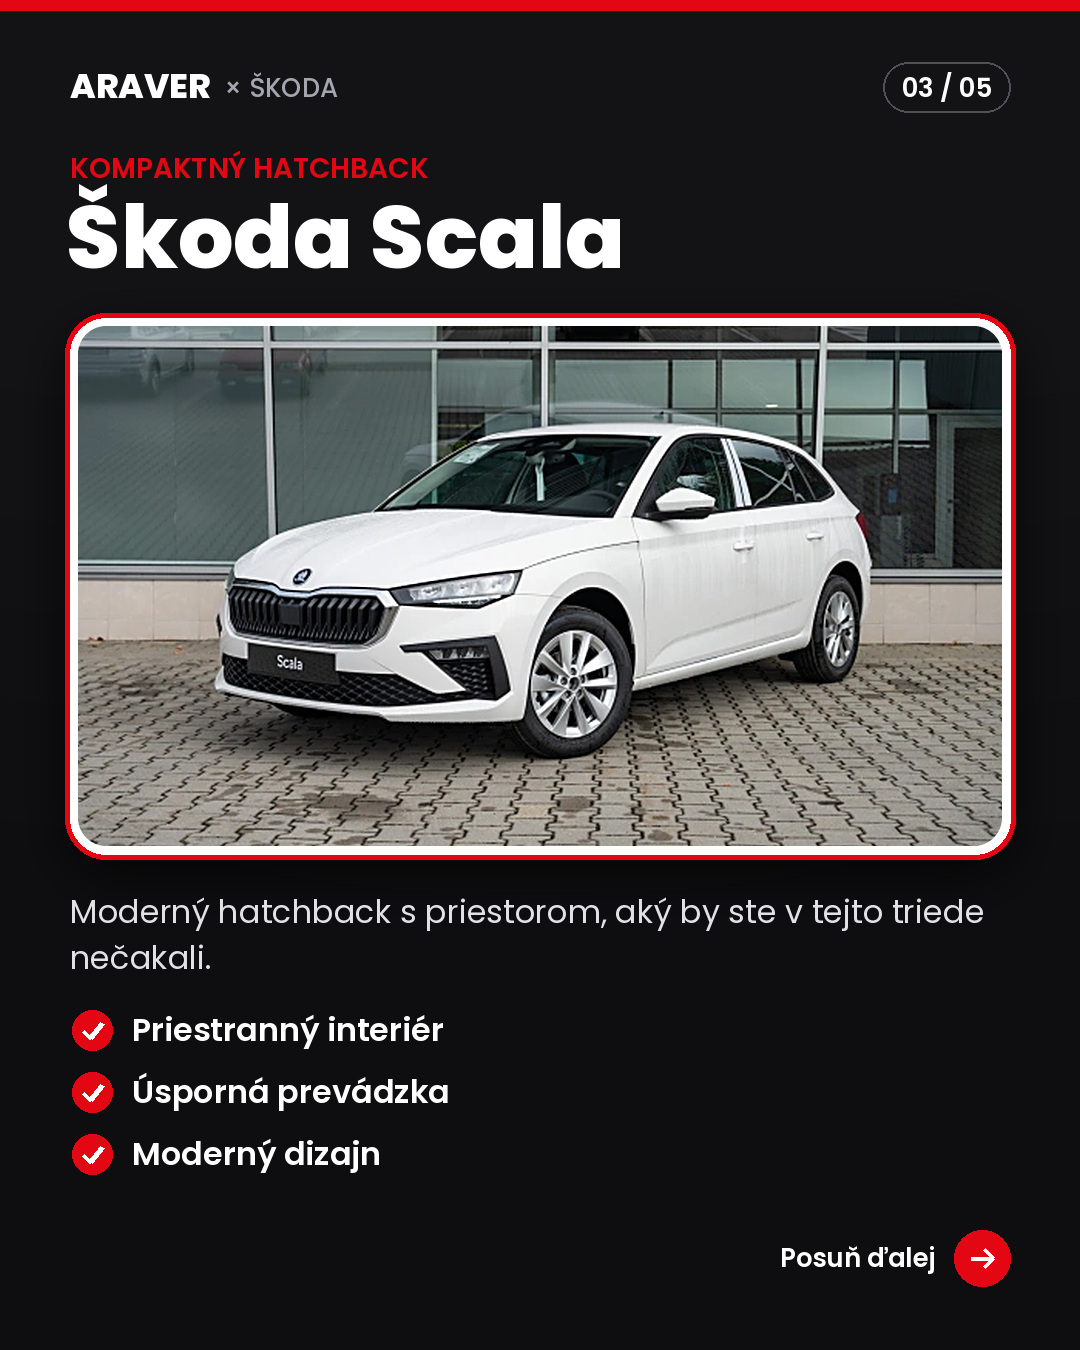 ARAVER × ŠKODA
03 / 05
KOMPAKTNÝ HATCHBACK
Škoda Scala
Scala
Moderný hatchback s priestorom, aký by ste v tejto triede
nečakali.
Priestranný interiér
Úsporná prevádzka
Moderný dizajn
Posuň ďalej